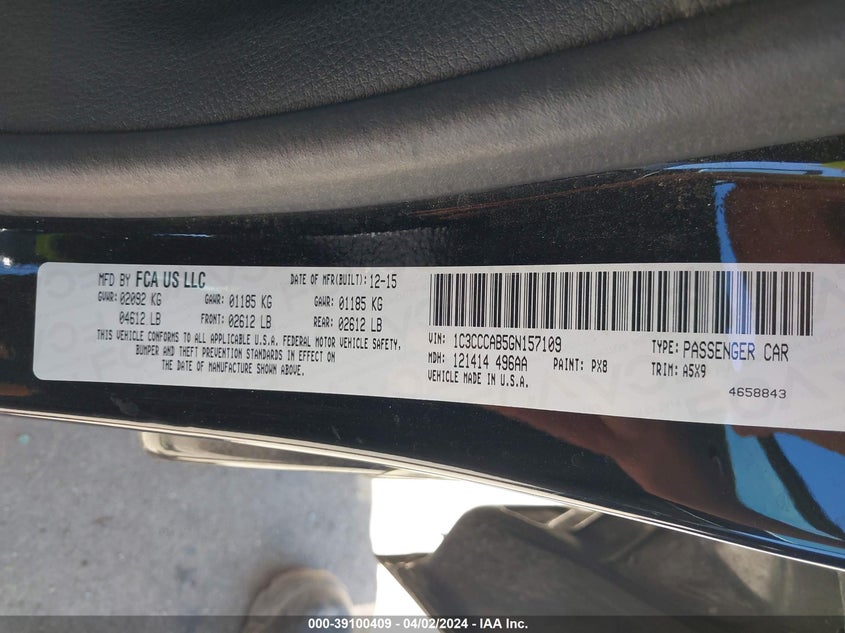 MFD BY FCA US LLC DATE OF MFR(BUILT): 12-15
GVWR: 02092 KG GAWR: 01185 KG GAWR: 01185 KG
04612 LB FRONT: 02612 LB REAR: 02612 LB
THIS VEHICLE CONFORMS TO ALL APPLICABLE U.S.A. FEDERAL MOTOR VEHICLE SAFETY,
BUMPER AND THEFT PREVENTION STANDARDS IN EFFECT ON
THE DATE OF MANUFACTURE SHOWN ABOVE.
VIN: 1C3CCCAB5GN157109 TYPE: PASSENGER CAR
MDH: 121414 496AA PAINT: PX8 TRIM: A5X9
VEHICLE MADE IN U.S.A.
4658843
000-39100409 - 04/02/2024 - IAA Inc.